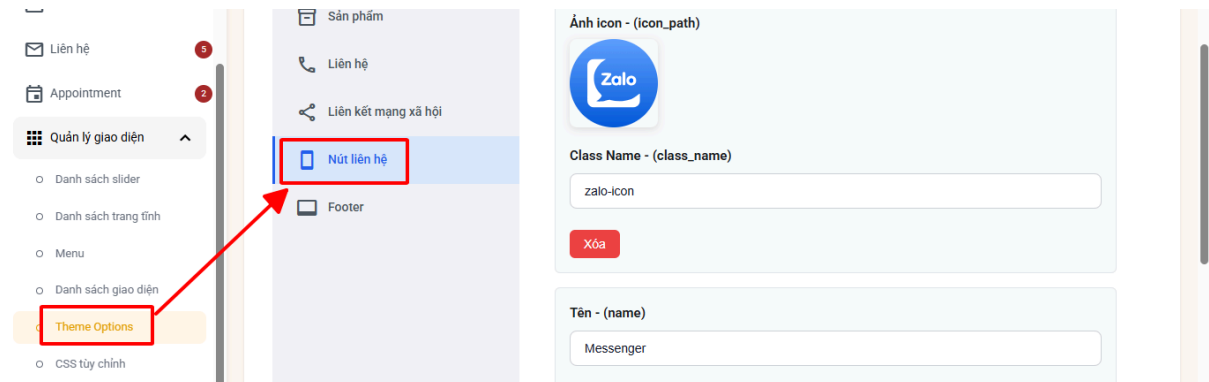 Liên hệ
5
Appointment
2
Quản lý giao diện
Danh sách slider
Danh sách trang tĩnh
Menu
Danh sách giao diện
Theme Options
CSS tùy chỉnh
Sản phẩm
Liên hệ
Liên kết mạng xã hội
Nút liên hệ
Footer
Ảnh icon - (icon_path)
Zalo
Class Name - (class_name)
zalo-icon
Xóa
Tên - (name)
Messenger